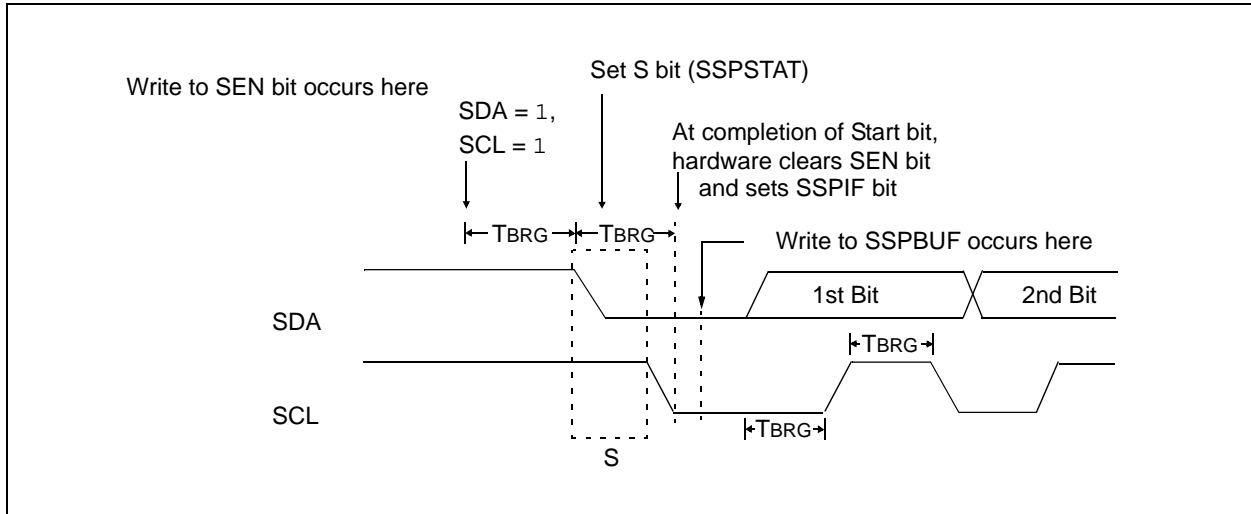 Set S bit (SSPSTAT)
Write to SEN bit occurs here
SDA = 1,
SCL = 1
At completion of Start bit,
hardware clears SEN bit
and sets SSPIF bit
TBRG TBRG
Write to SSPBUF occurs here
1st Bit 2nd Bit
SDA
TBRG
SCL
TBRG
S